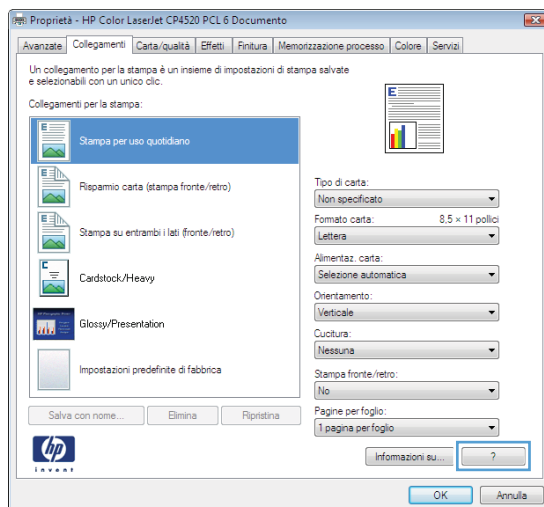 Proprietà - HP Color LaserJet CP4520 PCL 6 Documento
Avanzate Collegamenti Carta/qualità Effetti Finitura Memorizzazione processo Colore Servizi
Un collegamento per la stampa è un insieme di impostazioni di stampa salvate
e selezionabili con un unico clic.
Collegamenti per la stampa:
Stampa per uso quotidiano
Risparmio carta (stampa fronte/retro)
Stampa su entrambi i lati (fronte/retro)
Cardstock/Heavy
Glossy/Presentation
Impostazioni predefinite di fabbrica
Salva con nome... Elimina Ripristina
E
Tipo di carta:
Non specificato
Formato carta: 8,5 × 11 pollici
Lettera
Alimentaz. carta:
Selezione automatica
Orientamento:
Verticale
Cucitura:
Nessuna
Stampa fronte/retro:
No
Pagine per foglio:
1 pagina per foglio
hp
invent
Informazioni su... ?
OK Annulla